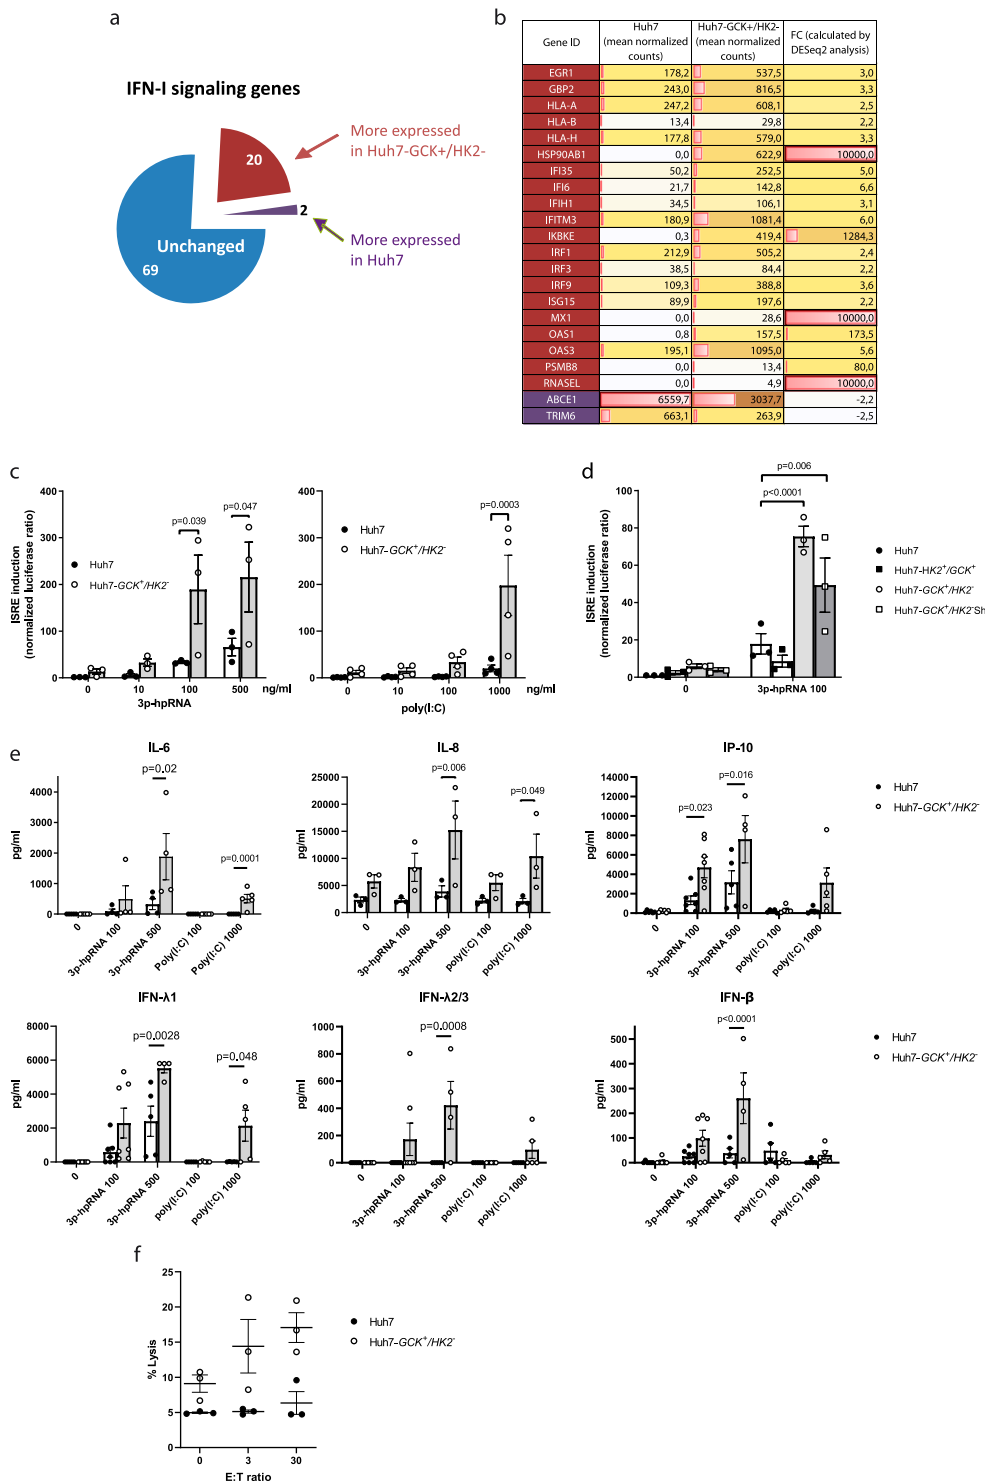 a
IFN-I signaling genes
More expressed
in Huh7-GCK+/HK2-
20
2
More expressed
in Huh7
Unchanged
69
b
Gene ID
Huh7
(mean normalized
counts)
Huh7-GCK+/HK2-
(mean normalized
counts)
FC (calculated by
DESeq2 analysis)
EGR1 178,2 537,5 3,0
GBP2 243,0 816,5 3,3
HLA-A 247,2 608,1 2,5
HLA-B 13,4 29,8 2,2
HLA-H 177,8 579,0 3,3
HSP90AB1 0,0 622,9 10000,0
IFI35 50,2 252,5 5,0
IFI6 21,7 142,8 6,6
IFIH1 34,5 106,1 3,1
IFITM3 180,9 1081,4 6,0
IKBKE 0,3 419,4 1284,3
IRF1 212,9 505,2 2,4
IRF3 38,5 84,4 2,2
IRF9 109,3 388,8 3,6
ISG15 89,9 197,6 2,2
MX1 0,0 28,6 10000,0
OAS1 0,8 157,5 173,5
OAS3 195,1 1095,0 5,6
PSMB8 0,0 13,4 80,0
RNASEL 0,0 4,9 10000,0
ABCE1 6559,7 3037,7 -2,2
TRIM6 663,1 263,9 -2,5
c
ISRE induction
(normalized luciferase ratio)
400
300
200
100
0
p=0.039
p=0.047
Huh7
Huh7-GCK⁺/HK2⁻
0 10 100 500 ng/ml
3p-hpRNA
400
300
200
100
0
p=0.0003
Huh7
Huh7-GCK⁺/HK2⁻
0 10 100 1000 ng/ml
poly(I:C)
d
ISRE induction
(normalized luciferase ratio)
100
80
60
40
20
0
p=0.006
p<0.0001
Huh7
Huh7-HK2⁺/GCK⁺
Huh7-GCK⁺/HK2⁻
Huh7-GCK⁺/HK2⁻Sh
0 3p-hpRNA 100
e
IL-6
pg/ml
4000
3000
2000
1000
0
p=0.02
p=0.0001
0
3p-hpRNA 100
3p-hpRNA 500
Poly(I:C) 100
Poly(I:C) 1000
IL-8
pg/ml
25000
20000
15000
10000
5000
0
p=0.006
p=0.049
0
3p-hpRNA 100
3p-hpRNA 500
poly(I:C) 100
poly(I:C) 1000
IP-10
pg/ml
14000
12000
10000
8000
6000
4000
2000
0
p=0.023
p=0.016
Huh7
Huh7-GCK⁺/HK2⁻
0
3p-hpRNA 100
3p-hpRNA 500
poly(I:C) 100
poly(I:C) 1000
IFN-λ1
pg/ml
8000
6000
4000
2000
0
p=0.0028
p=0.048
0
3p-hpRNA 100
3p-hpRNA 500
poly(I:C) 100
poly(I:C) 1000
IFN-λ2/3
pg/ml
1000
800
600
400
200
0
p=0.0008
0
3p-hpRNA 100
3p-hpRNA 500
poly(I:C) 100
poly(I:C) 1000
IFN-β
pg/ml
500
400
300
200
100
0
p<0.0001
Huh7
Huh7-GCK⁺/HK2⁻
0
3p-hpRNA 100
3p-hpRNA 500
poly(I:C) 100
poly(I:C) 1000
f
% Lysis
25
20
15
10
5
0
Huh7
Huh7-GCK⁺/HK2⁻
0 3 30
E:T ratio